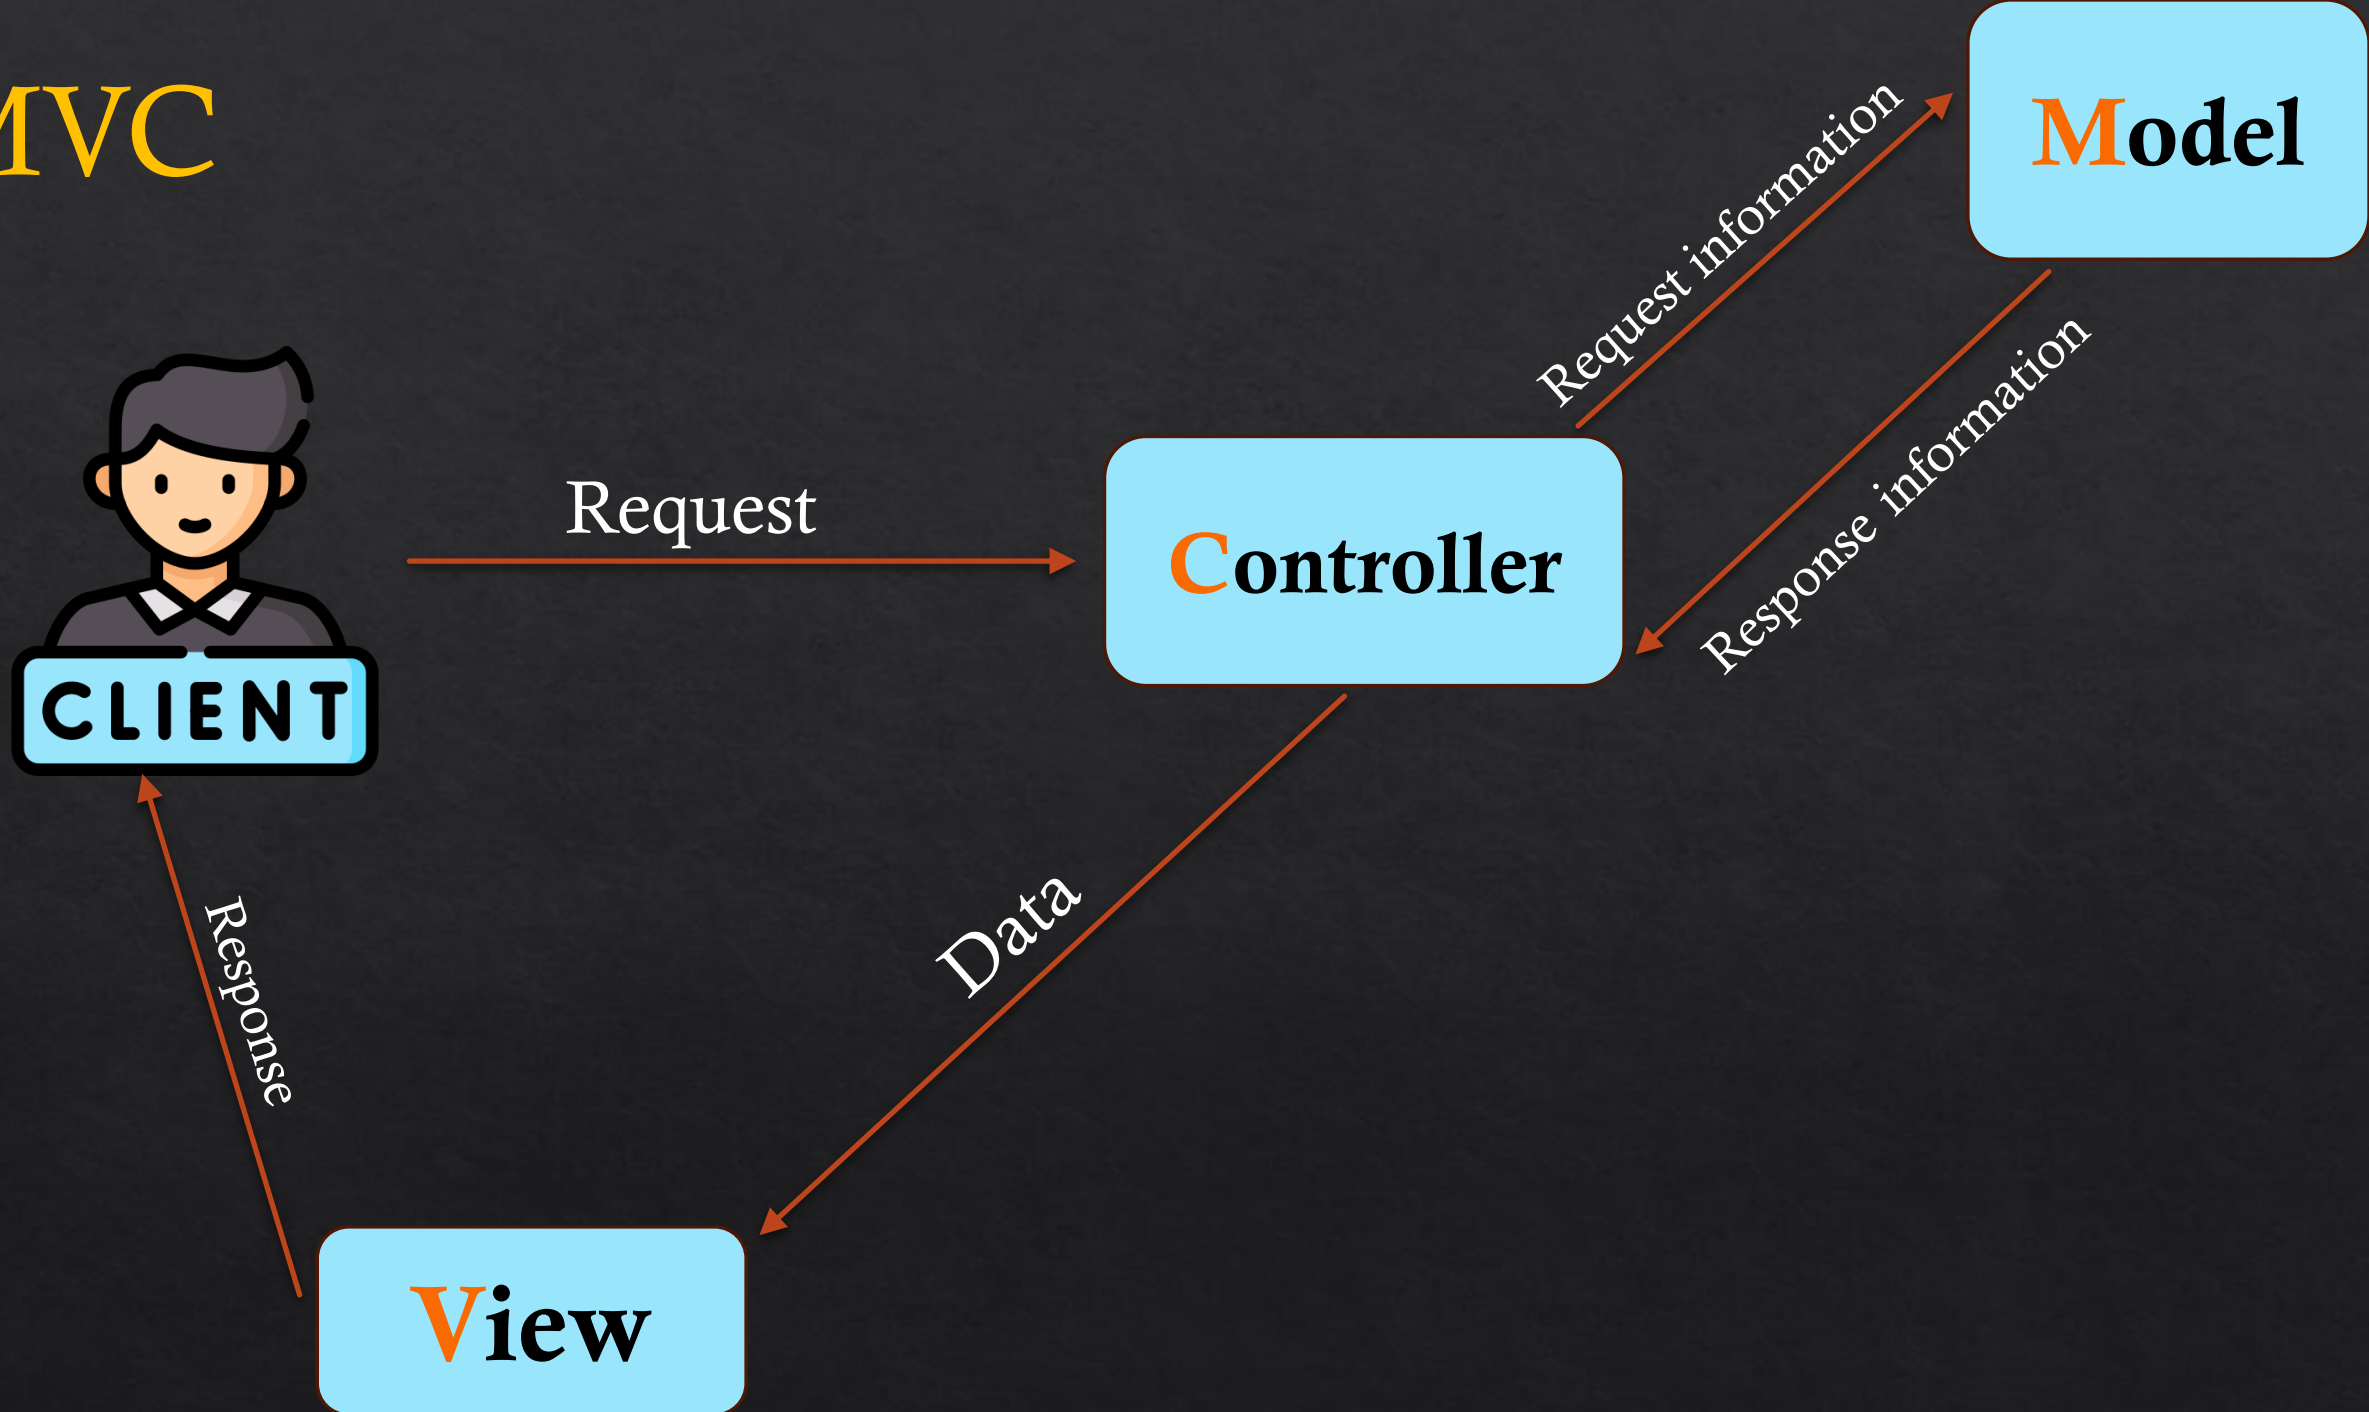 MVC
Model
Request information
Response information
Request
Controller
CLIENT
Data
Response
View